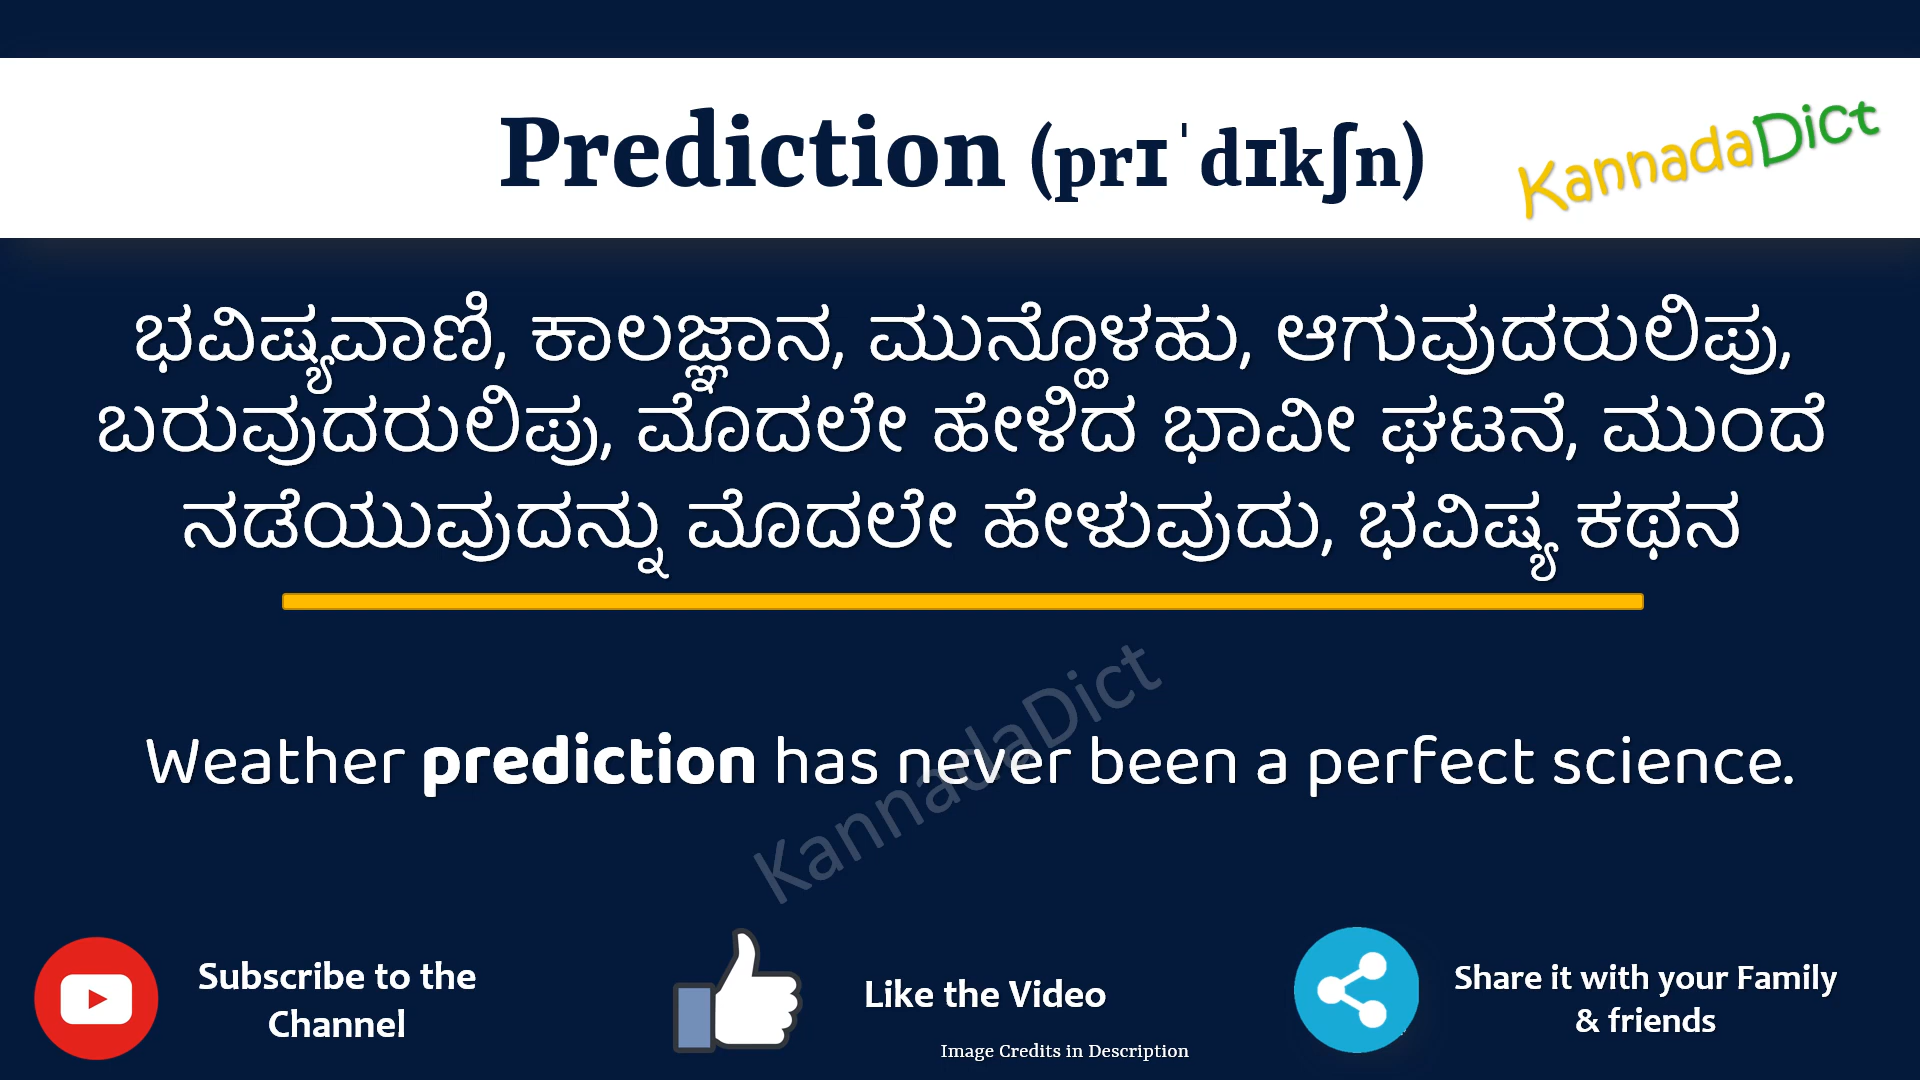 Prediction (prɪˈdɪkʃn)
KannadaDict
ಭವಿಷ್ಯವಾಣಿ, ಕಾಲಜ್ಞಾನ, ಮುನ್ಹೊಳಹು, ಆಗುವುದರುಲಿಪು,
ಬರುವುದರುಲಿಪು, ಮೊದಲೇ ಹೇಳಿದ ಭಾವೀ ಘಟನೆ, ಮುಂದೆ
ನಡೆಯುವುದನ್ನು ಮೊದಲೇ ಹೇಳುವುದು, ಭವಿಷ್ಯ ಕಥನ
Weather prediction has never been a perfect science.
KannadaDict
Subscribe to the
Channel
Like the Video
Image Credits in Description
Share it with your Family
& friends